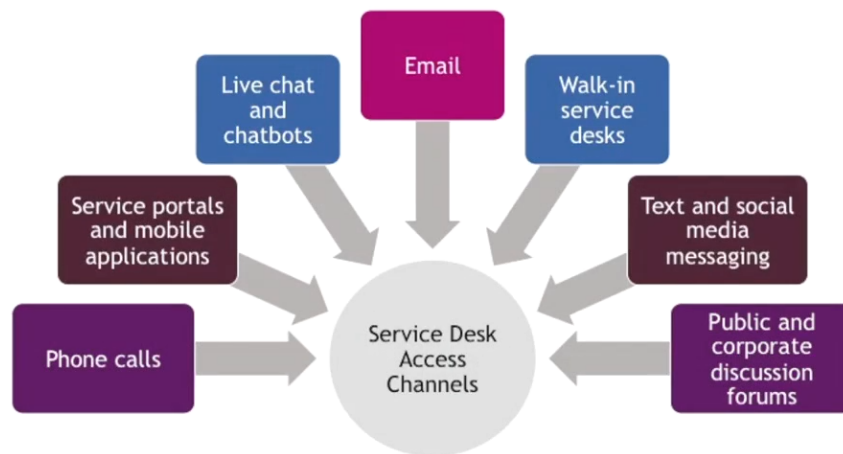 Email
Live chat
and
chatbots
Walk-in
service
desks
Service portals
and mobile
applications
Text and social
media
messaging
Phone calls
Service Desk
Access
Channels
Public and
corporate
discussion
forums